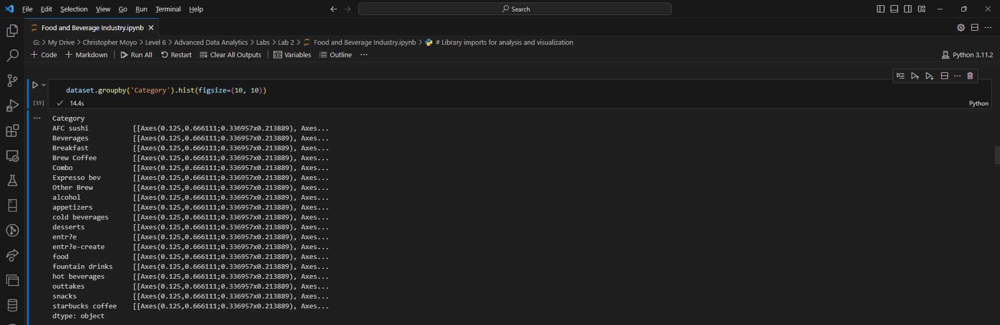 File Edit Selection View Go Run Terminal Help Search
Food and Beverage Industry.ipynb
G: > My Drive > Christopher Moyo > Level 6 > Advanced Data Analytics > Labs > Lab 2 > Food and Beverage Industry.ipynb > # Library imports for analysis and visualization
+ Code + Markdown Run All Restart Clear All Outputs Variables Outline ... Python 3.11.2
dataset.groupby('Category').hist(figsize=(10, 10))
[15] ✓ 14.4s Python
... Category
AFC sushi [[Axes(0.125,0.666111;0.336957x0.213889), Axes...
Beverages [[Axes(0.125,0.666111;0.336957x0.213889), Axes...
Breakfast [[Axes(0.125,0.666111;0.336957x0.213889), Axes...
Brew Coffee [[Axes(0.125,0.666111;0.336957x0.213889), Axes...
Combo [[Axes(0.125,0.666111;0.336957x0.213889), Axes...
Expresso bev [[Axes(0.125,0.666111;0.336957x0.213889), Axes...
Other Brew [[Axes(0.125,0.666111;0.336957x0.213889), Axes...
alcohol [[Axes(0.125,0.666111;0.336957x0.213889), Axes...
appetizers [[Axes(0.125,0.666111;0.336957x0.213889), Axes...
cold beverages [[Axes(0.125,0.666111;0.336957x0.213889), Axes...
desserts [[Axes(0.125,0.666111;0.336957x0.213889), Axes...
entr?e [[Axes(0.125,0.666111;0.336957x0.213889), Axes...
entr?e-create [[Axes(0.125,0.666111;0.336957x0.213889), Axes...
food [[Axes(0.125,0.666111;0.336957x0.213889), Axes...
fountain drinks [[Axes(0.125,0.666111;0.336957x0.213889), Axes...
hot beverages [[Axes(0.125,0.666111;0.336957x0.213889), Axes...
outtakes [[Axes(0.125,0.666111;0.336957x0.213889), Axes...
snacks [[Axes(0.125,0.666111;0.336957x0.213889), Axes...
starbucks coffee [[Axes(0.125,0.666111;0.336957x0.213889), Axes...
dtype: object